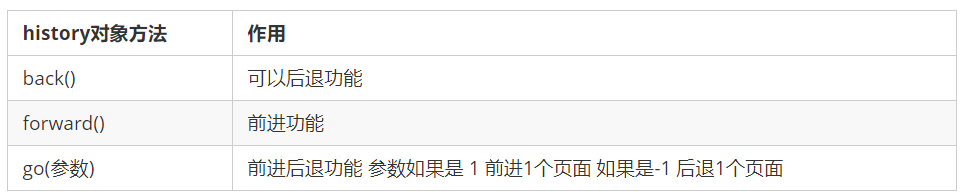 history对象方法 作用
back() 可以后退功能
forward() 前进功能
go(参数) 前进后退功能 参数如果是 1 前进1个页面 如果是-1 后退1个页面